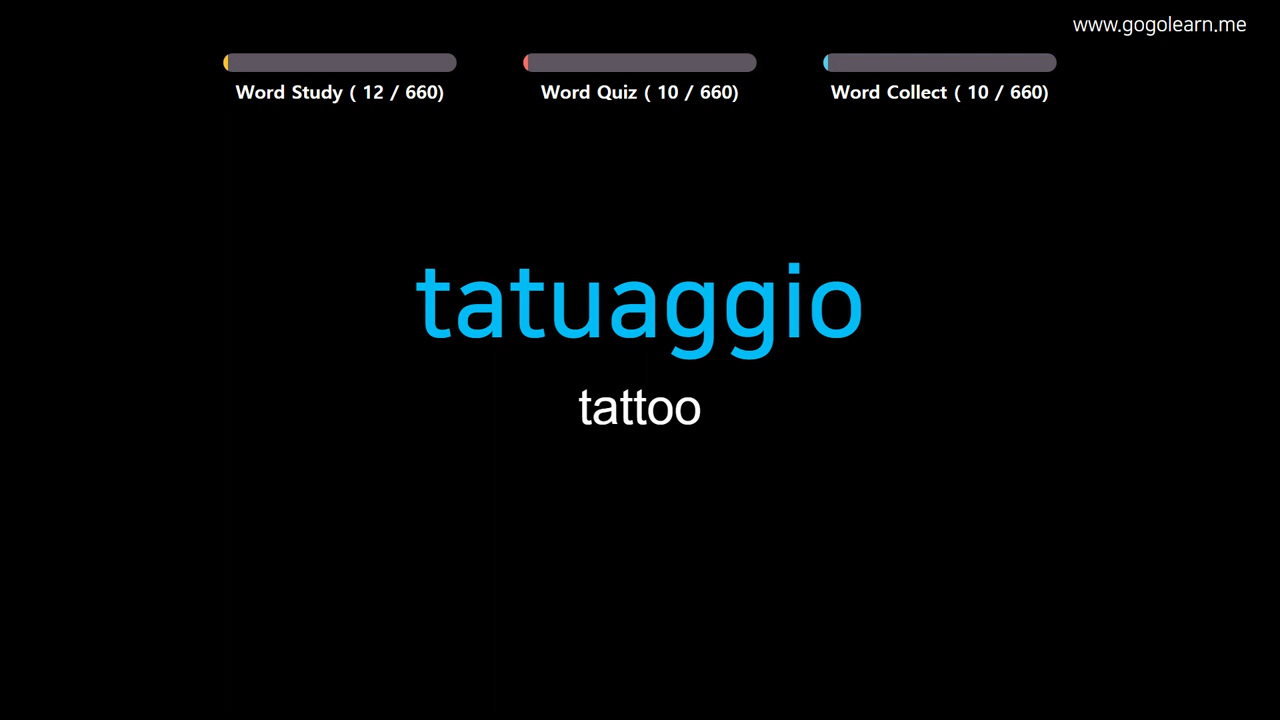 www.gogolearn.me
Word Study ( 12 / 660)
Word Quiz ( 10 / 660)
Word Collect ( 10 / 660)
tatuaggio
tattoo